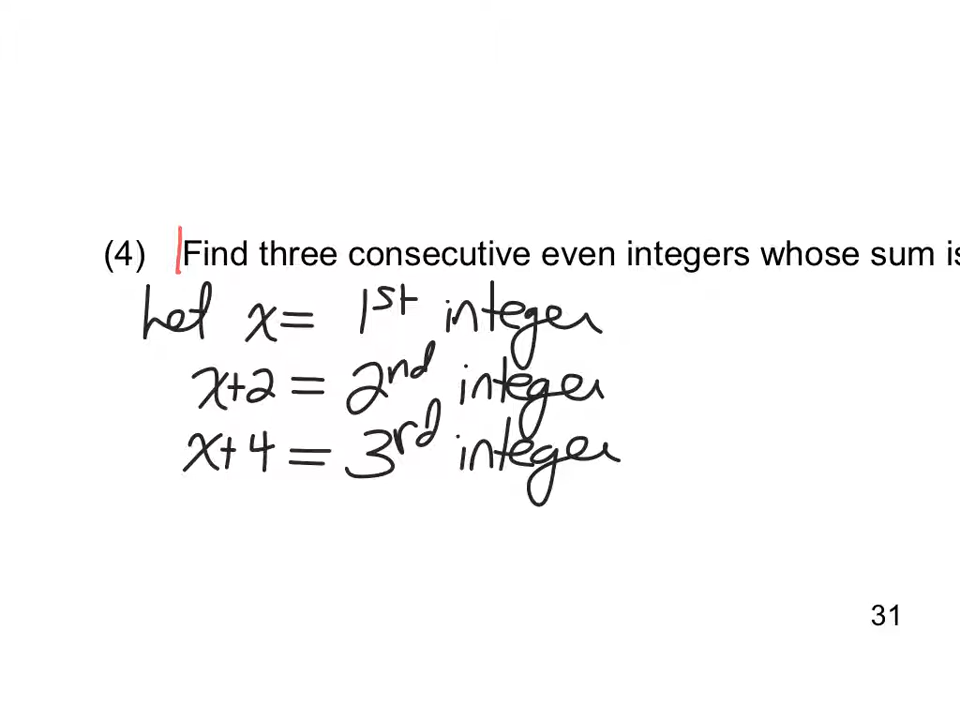 (4) Find three consecutive even integers whose sum is
Let x = 1st integer
x+2 = 2nd integer
x+4 = 3rd integer
31